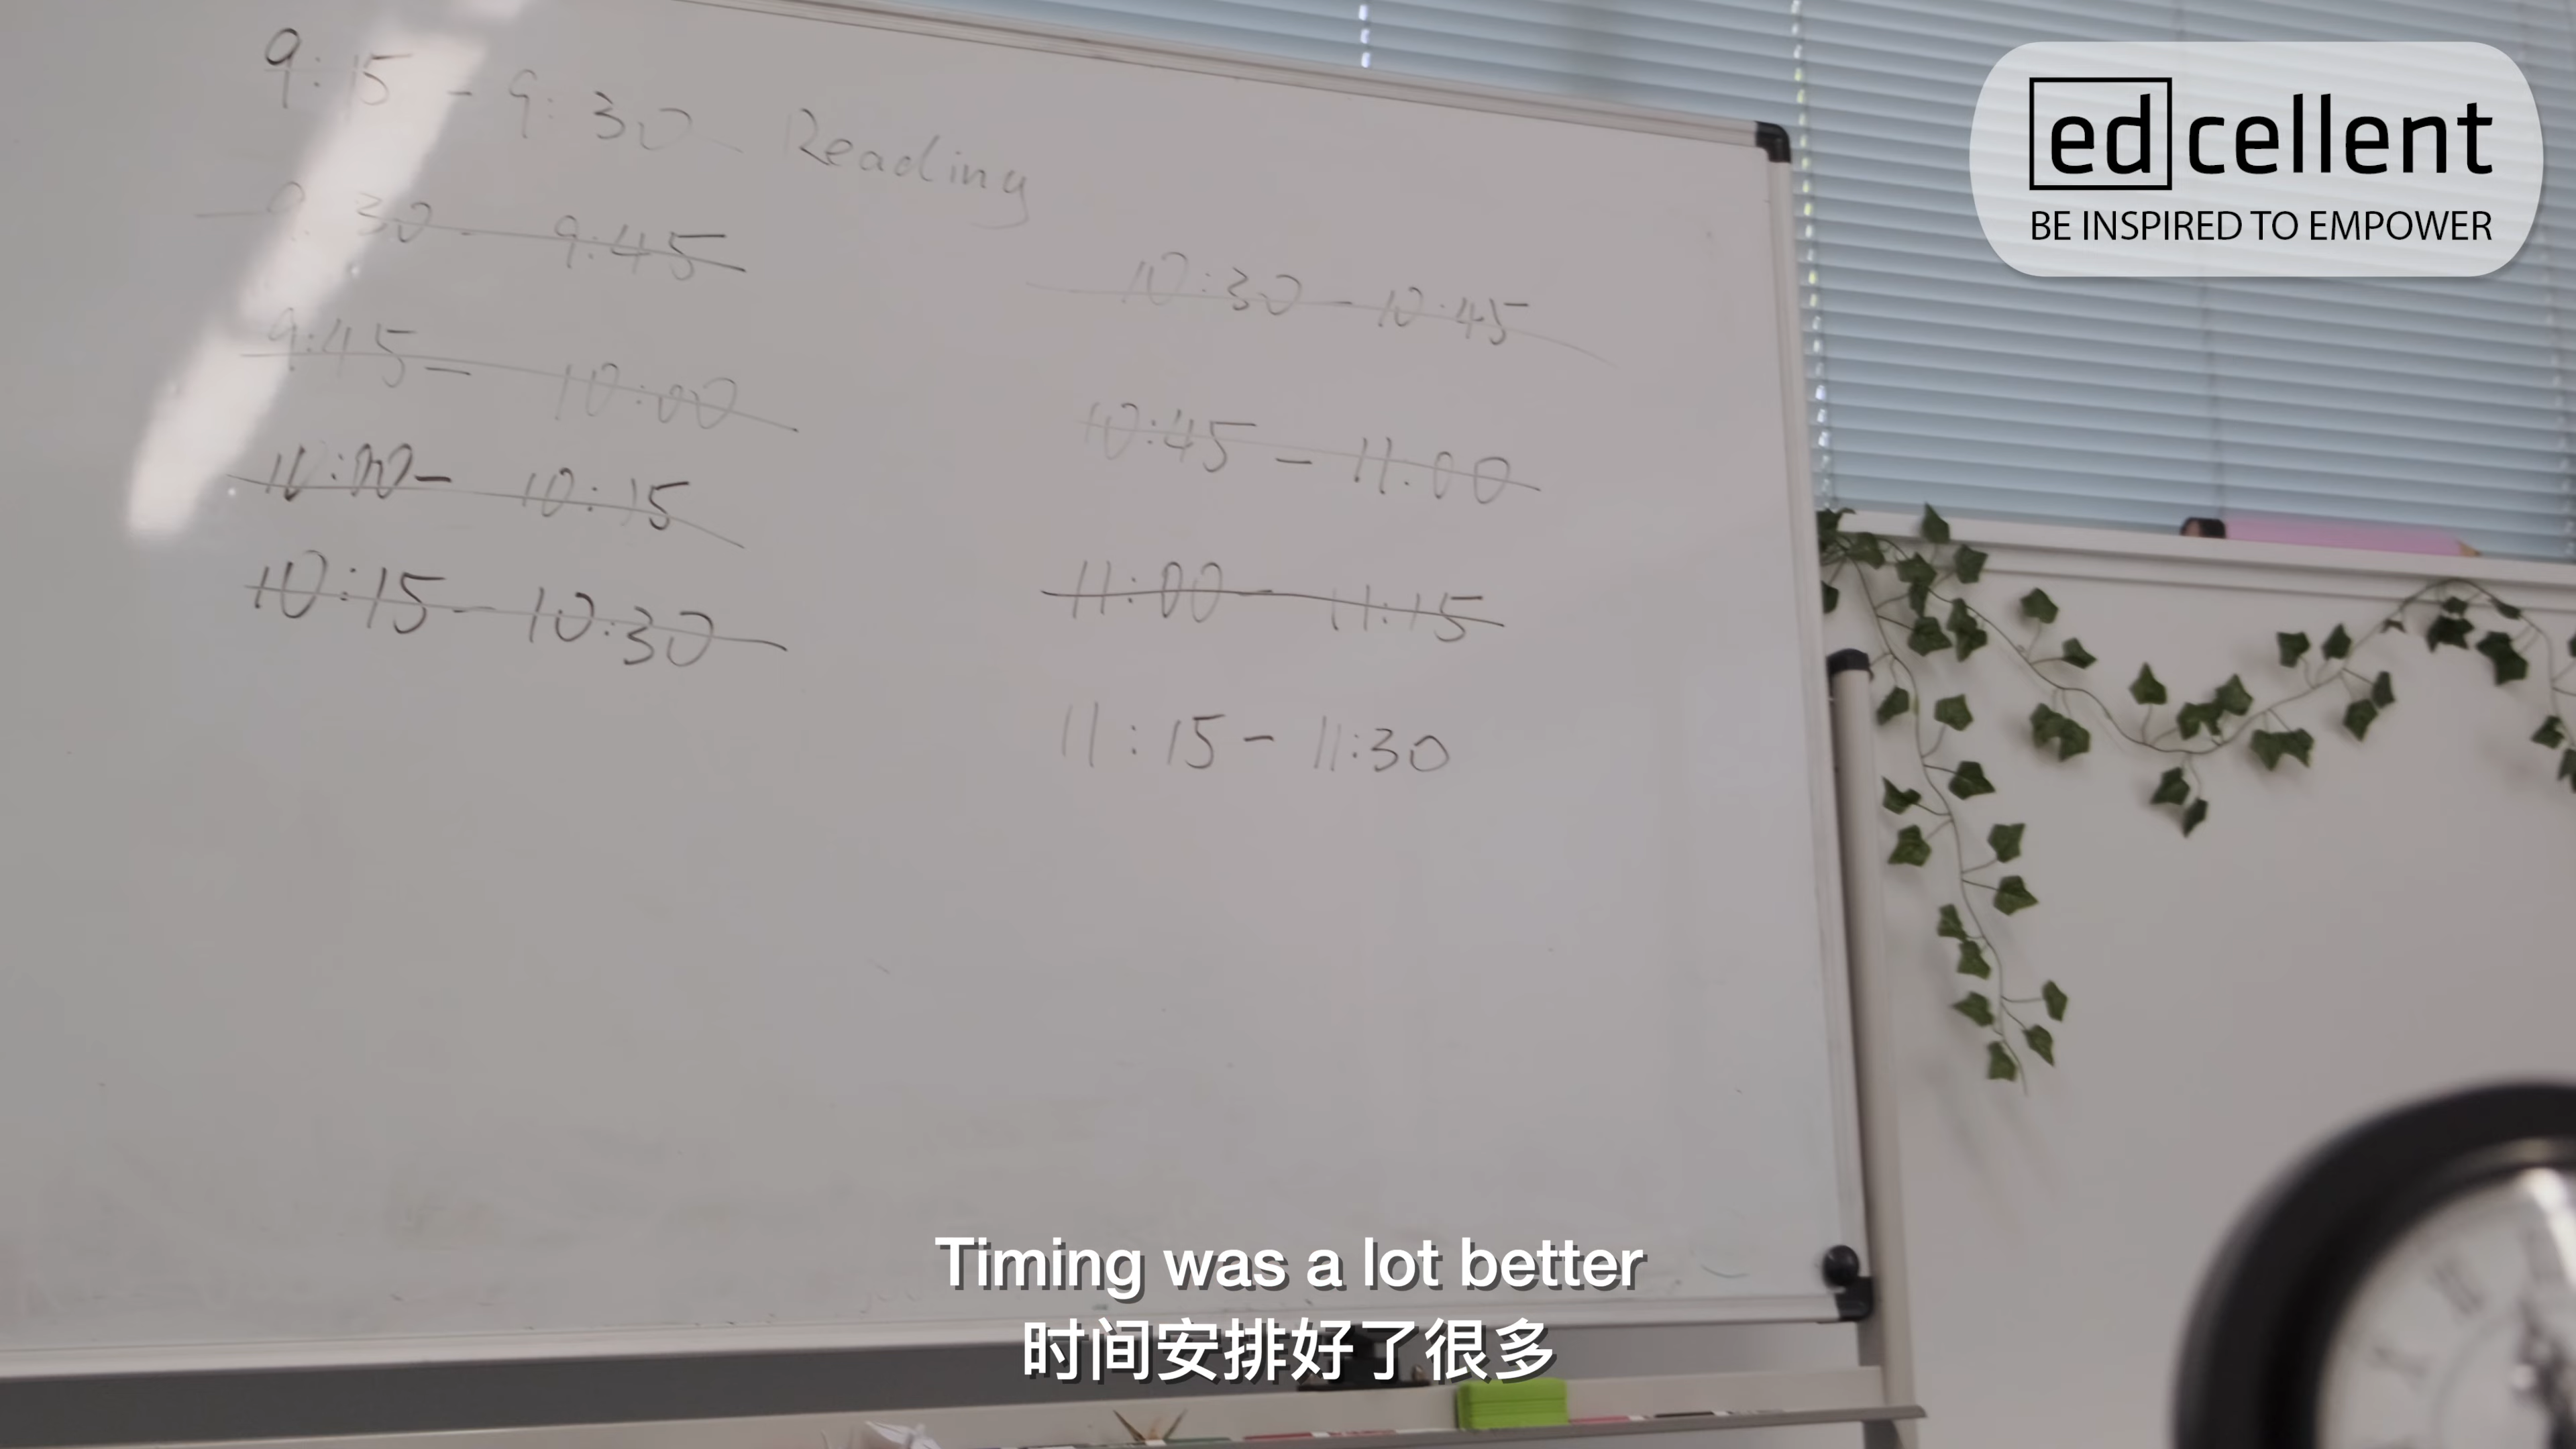 9:15 - 9:30 Reading
9:30 - 9:45
9:45 - 10:00
10:00 - 10:15
10:15 - 10:30
10:30 - 10:45
10:45 - 11:00
11:00 - 11:15
11:15 - 11:30
edcellent
BE INSPIRED TO EMPOWER
Timing was a lot better
时间安排好了很多